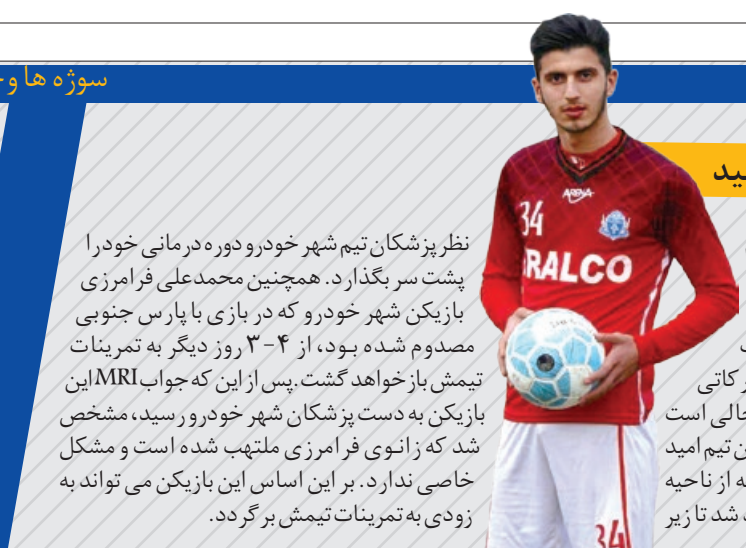 سوژه ها و
ید
کاتی
حالی است
ن تیم امید
ه از ناحیه
شد تا زیر
نظر پزشکان تیم شهر خودرو دوره درمانی خود را
پشت سر بگذارد. همچنین محمدعلی فرامرزی
بازیکن شهر خودرو که در بازی با پارس جنوبی
مصدوم شده بود، از ۴-۳ روز دیگر به تمرینات
تیمش باز خواهد گشت. پس از این که جواب MRI این
بازیکن به دست پزشکان شهر خودرو رسید، مشخص
شد که زانوی فرامرزی ملتهب شده است و مشکل
خاصی ندارد. بر این اساس این بازیکن می تواند به
زودی به تمرینات تیمش برگردد.
34
RALCO
34